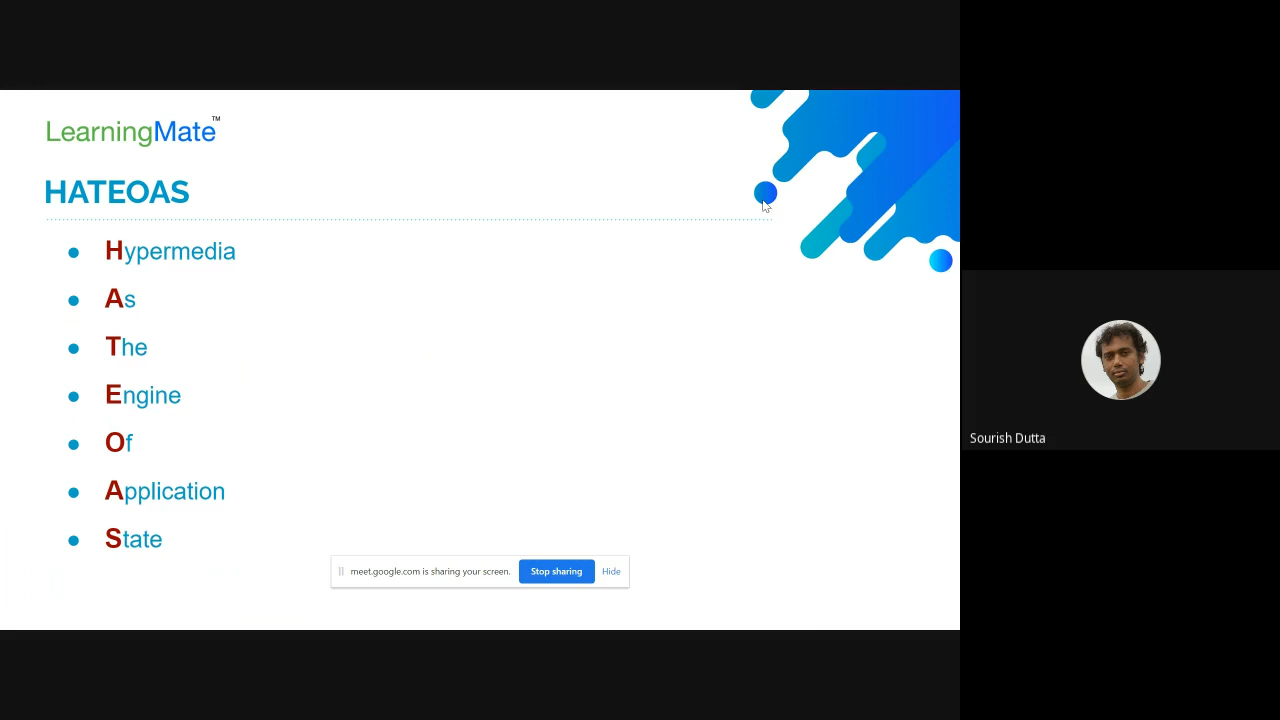 LearningMate™
HATEOAS
● Hypermedia
● As
● The
● Engine
● Of
● Application
● State
meet.google.com is sharing your screen. Stop sharing Hide
Sourish Dutta